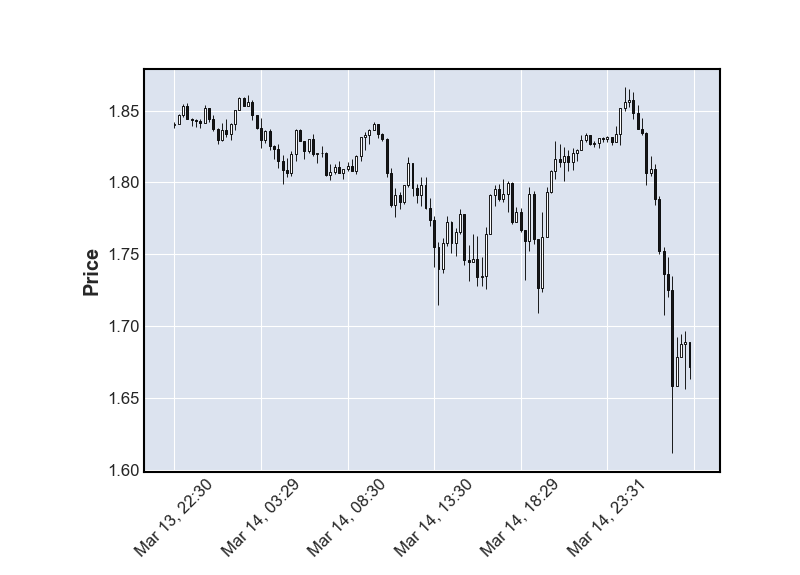 Price
1.85
1.80
1.75
1.70
1.65
1.60
Mar 13, 22:30
Mar 14, 03:29
Mar 14, 08:30
Mar 14, 13:30
Mar 14, 18:29
Mar 14, 23:31